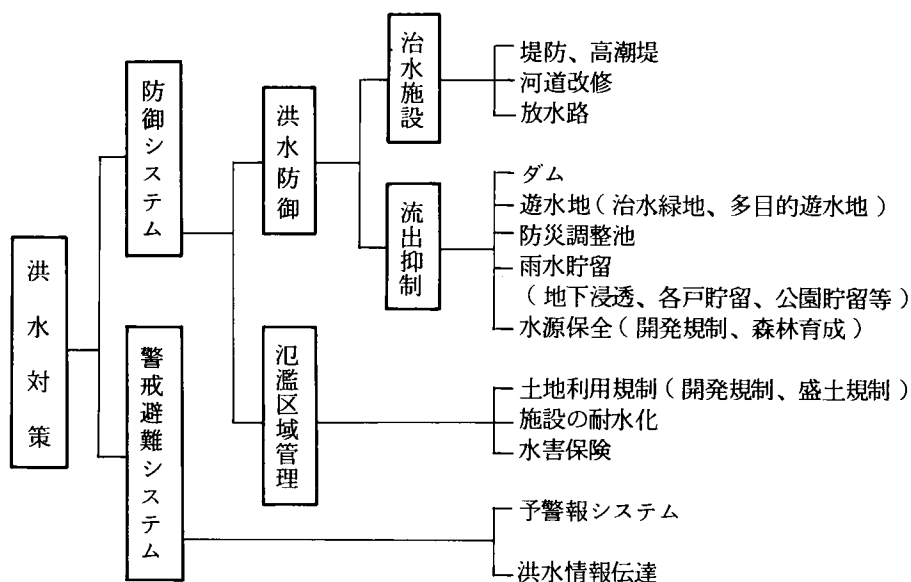 洪水対策
防御システム
警戒避難システム
洪水防御
氾濫区域管理
治水施設
流出抑制
堤防、高潮堤
河道改修
放水路
ダム
遊水地(治水緑地、多目的遊水地)
防災調整池
雨水貯留
(地下浸透、各戸貯留、公園貯留等)
水源保全(開発規制、森林育成)
土地利用規制(開発規制、盛土規制)
施設の耐水化
水害保険
予警報システム
洪水情報伝達